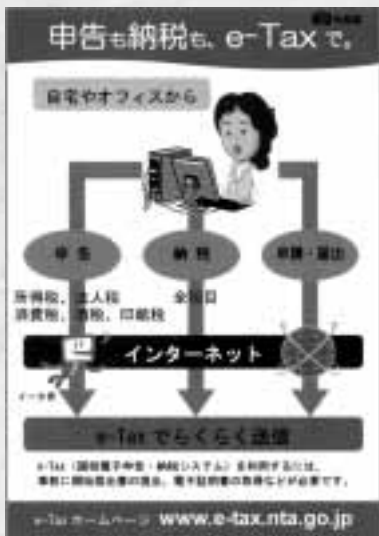 申告も納税も、e-Taxで。
自宅やオフィスから
申告
納税
申請・届出
所得税、法人税
消費税、酒税、印紙税
全税目
インターネット
イータ君
e-Taxでらくらく送信
e-Tax（国税電子申告・納税システム）を利用するには、
事前に開始届出書の提出、電子証明書の取得などが必要です。
e-Taxホームページ www.e-tax.nta.go.jp